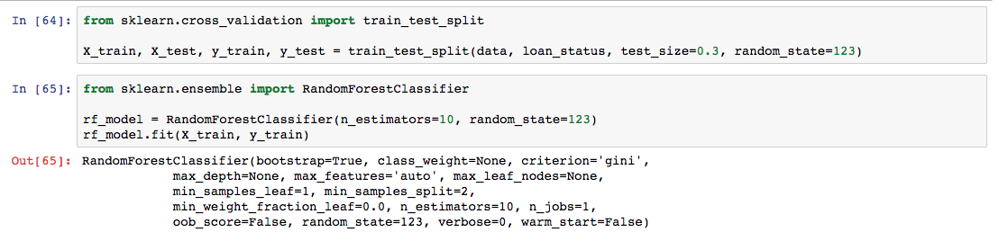 In [64]: from sklearn.cross_validation import train_test_split
X_train, X_test, y_train, y_test = train_test_split(data, loan_status, test_size=0.3, random_state=123)
In [65]: from sklearn.ensemble import RandomForestClassifier
rf_model = RandomForestClassifier(n_estimators=10, random_state=123)
rf_model.fit(X_train, y_train)
Out[65]: RandomForestClassifier(bootstrap=True, class_weight=None, criterion='gini',
max_depth=None, max_features='auto', max_leaf_nodes=None,
min_samples_leaf=1, min_samples_split=2,
min_weight_fraction_leaf=0.0, n_estimators=10, n_jobs=1,
oob_score=False, random_state=123, verbose=0, warm_start=False)